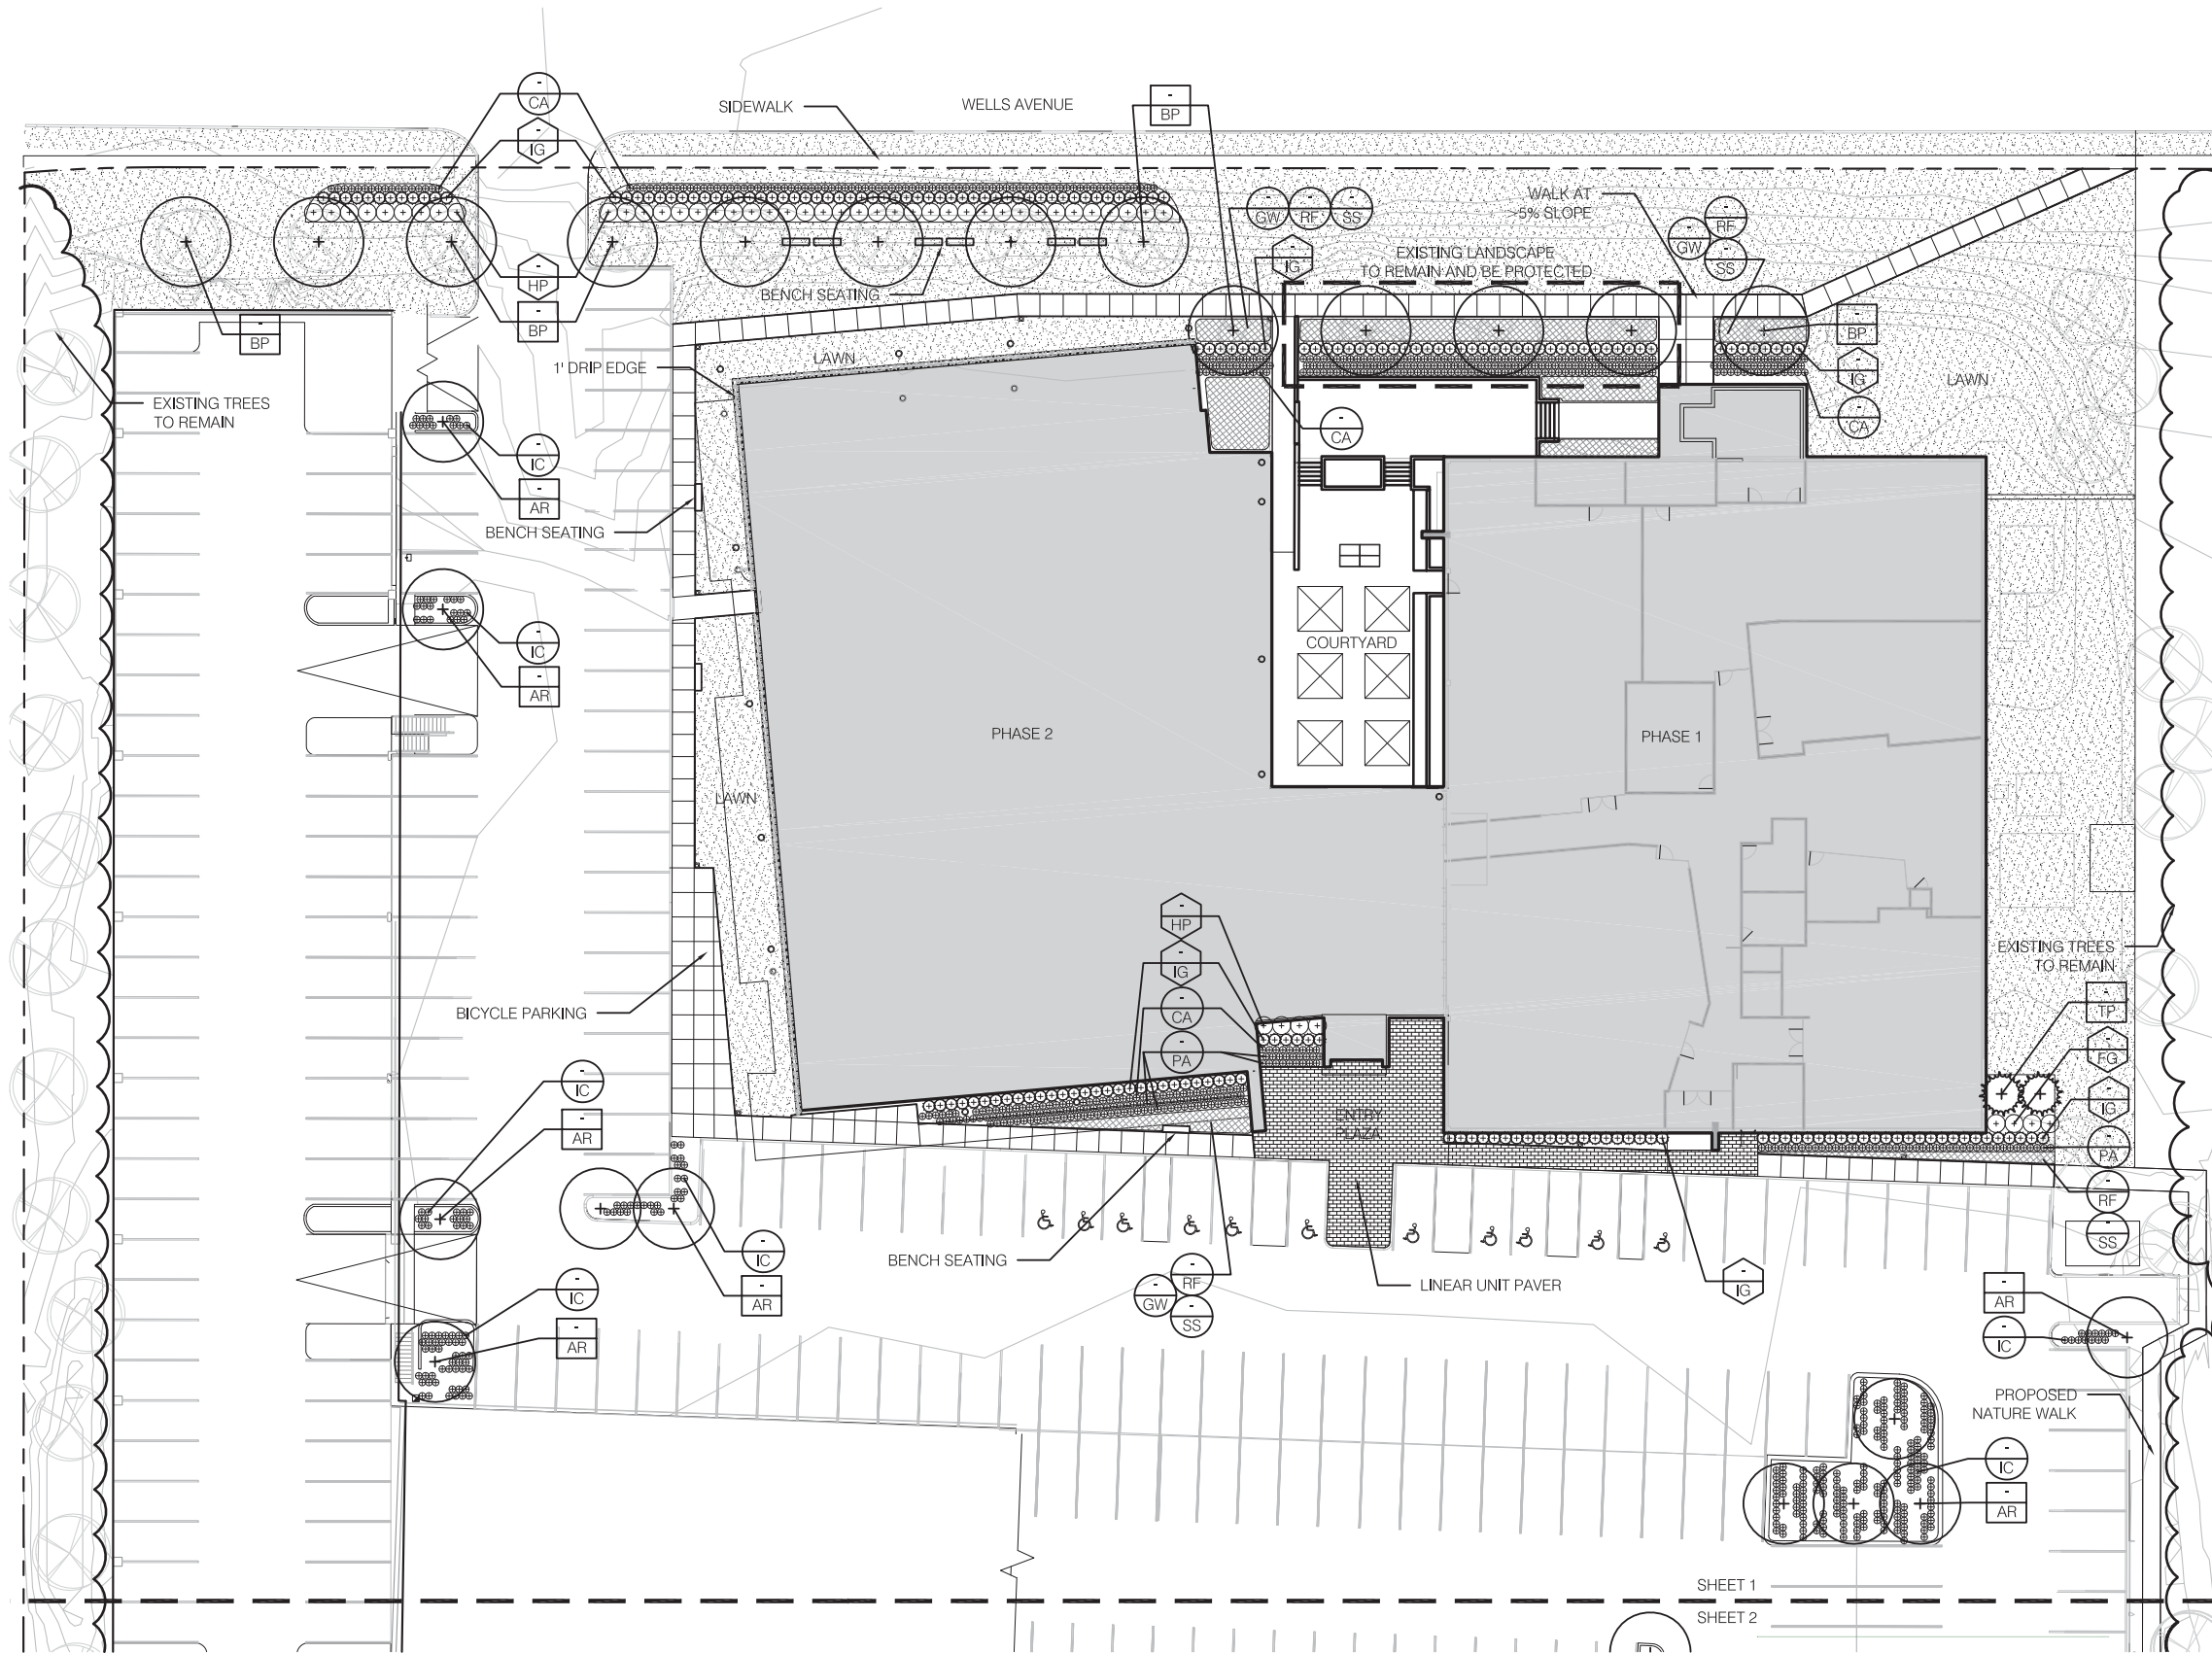 -
CA
-
IG
SIDEWALK
WELLS AVENUE
-
BP
-
GW
-
RF
-
SS
WALK AT
>5% SLOPE
-
GW
-
RF
-
SS
-
IG
EXISTING LANDSCAPE
TO REMAIN AND BE PROTECTED
-
HP
-
BP
BENCH SEATING
-
BP
-
BP
-
IG
-
CA
LAWN
1' DRIP EDGE
LAWN
EXISTING TREES
TO REMAIN
-
CA
-
IC
-
AR
BENCH SEATING
-
IC
-
AR
COURTYARD
PHASE 2
PHASE 1
LAWN
-
HP
-
IG
-
CA
-
PA
EXISTING TREES
TO REMAIN
BICYCLE PARKING
-
TP
-
FG
-
IG
-
PA
-
RF
-
SS
-
IC
-
AR
ENTRY
PLAZA
-
IC
-
AR
BENCH SEATING
-
GW
-
RF
-
SS
LINEAR UNIT PAVER
-
IG
-
IC
-
AR
-
AR
-
IC
PROPOSED
NATURE WALK
-
IC
-
AR
SHEET 1
SHEET 2